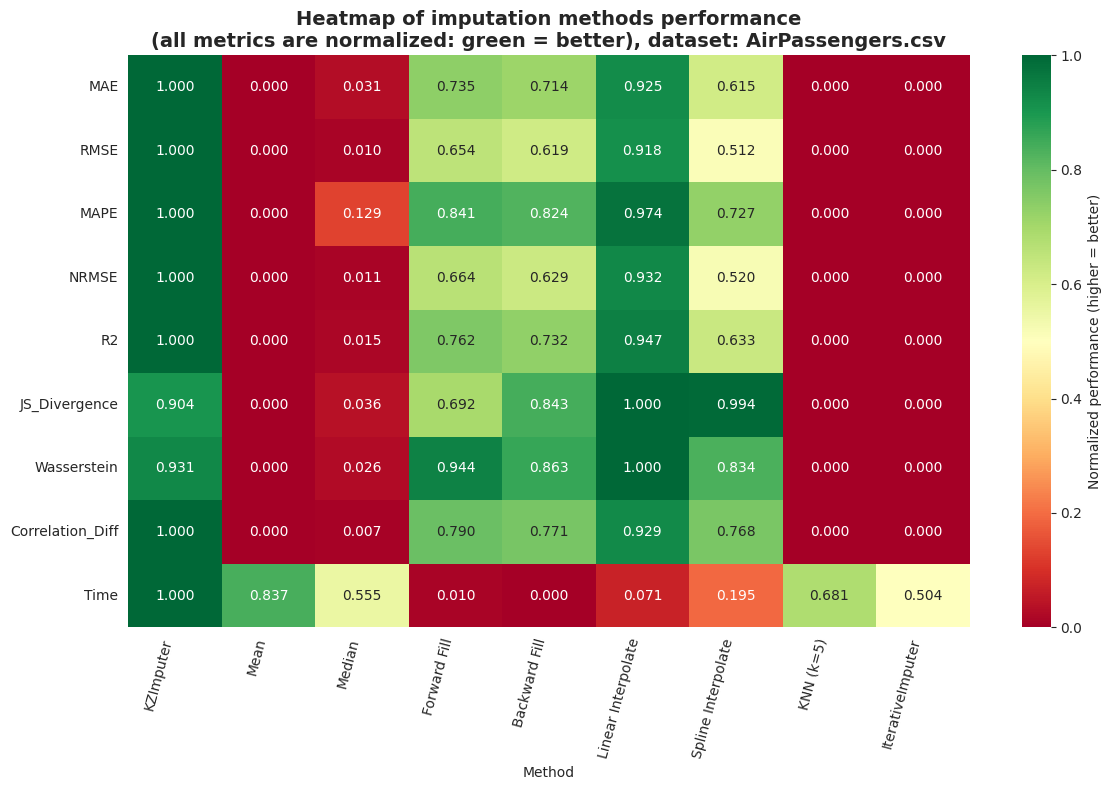 Heatmap of imputation methods performance
(all metrics are normalized: green = better), dataset: AirPassengers.csv
MAE 1.000 0.000 0.031 0.735 0.714 0.925 0.615 0.000 0.000
RMSE 1.000 0.000 0.010 0.654 0.619 0.918 0.512 0.000 0.000
MAPE 1.000 0.000 0.129 0.841 0.824 0.974 0.727 0.000 0.000
NRMSE 1.000 0.000 0.011 0.664 0.629 0.932 0.520 0.000 0.000
R2 1.000 0.000 0.015 0.762 0.732 0.947 0.633 0.000 0.000
JS_Divergence 0.904 0.000 0.036 0.692 0.843 1.000 0.994 0.000 0.000
Wasserstein 0.931 0.000 0.026 0.944 0.863 1.000 0.834 0.000 0.000
Correlation_Diff 1.000 0.000 0.007 0.790 0.771 0.929 0.768 0.000 0.000
Time 1.000 0.837 0.555 0.010 0.000 0.071 0.195 0.681 0.504
KZImputer
Mean
Median
Forward Fill
Backward Fill
Linear Interpolate
Spline Interpolate
KNN (k=5)
IterativeImputer
Method
1.0
0.8
0.6
0.4
0.2
0.0
Normalized performance (higher = better)